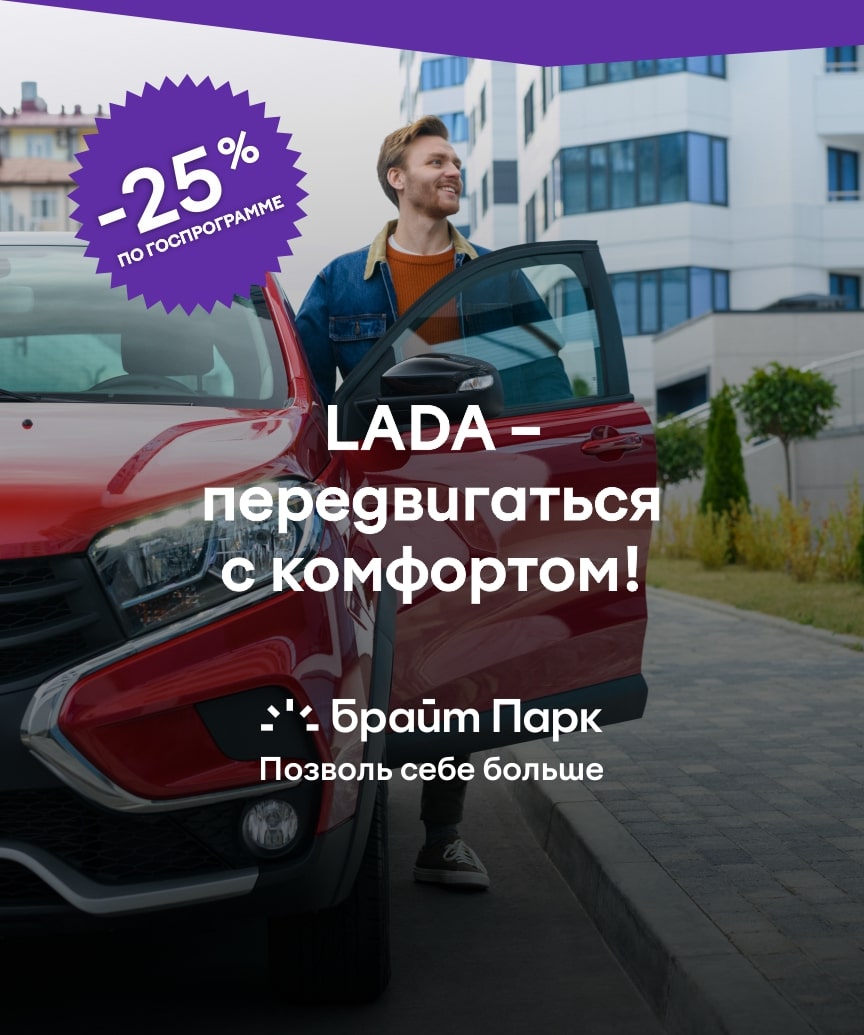 -25%
ПО ГОСПРОГРАММЕ
LADA –
передвигаться
с комфортом!
Брайт Парк
Позволь себе больше